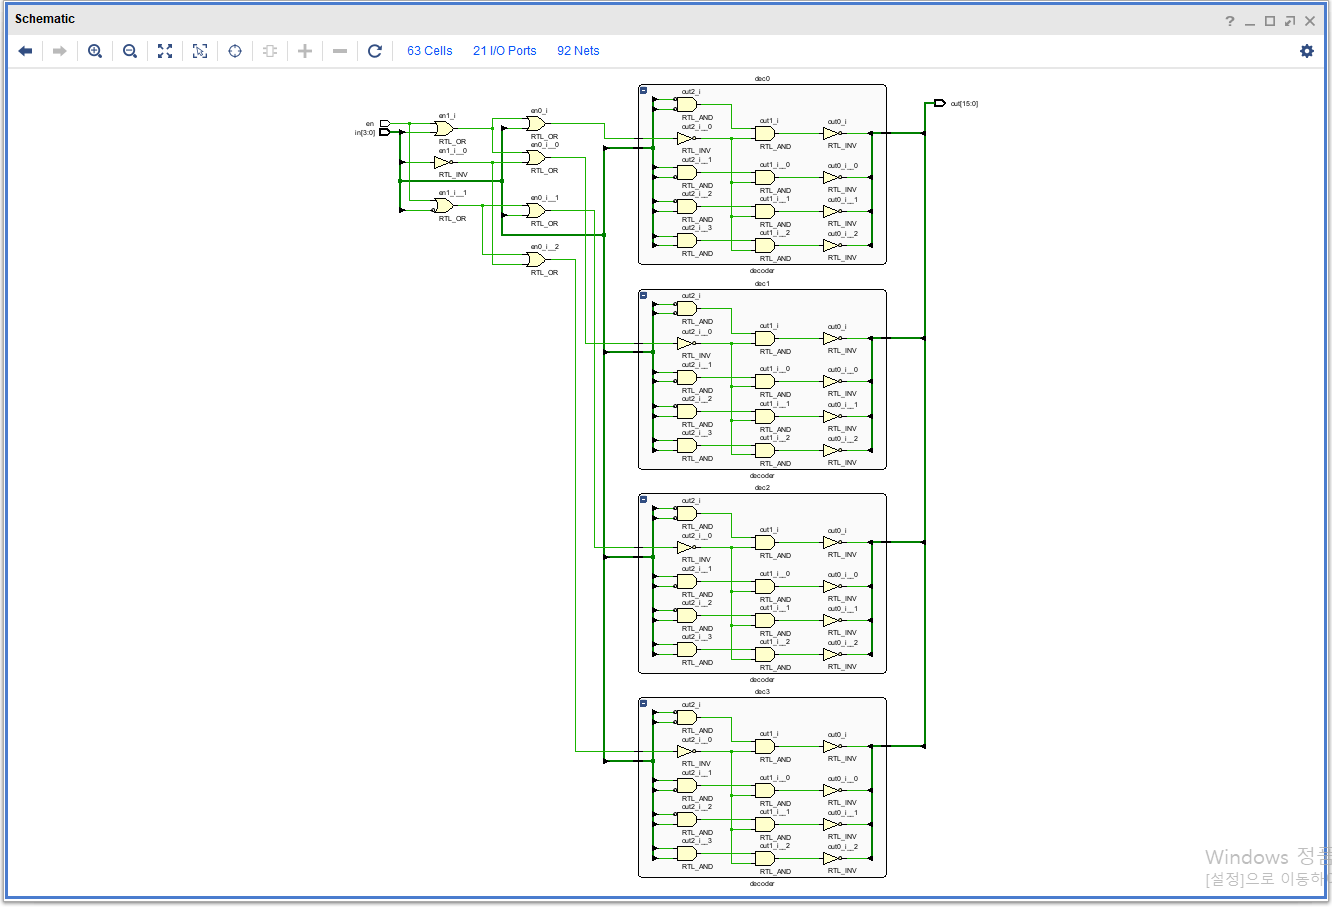 Schematic
63 Cells 21 I/O Ports 92 Nets
en
in[3:0]
en1_i
RTL_OR
en1_i__0
RTL_INV
en1_i__1
RTL_OR
en0_i
RTL_OR
en0_i__0
RTL_OR
en0_i__1
RTL_OR
en0_i__2
RTL_OR
dec0
out2_i
RTL_AND
out2_i__0
RTL_INV
out2_i__1
RTL_AND
out2_i__2
RTL_AND
out2_i__3
RTL_AND
out1_i
RTL_AND
out1_i__0
RTL_AND
out1_i__1
RTL_AND
out1_i__2
RTL_AND
out0_i
RTL_INV
out0_i__0
RTL_INV
out0_i__1
RTL_INV
out0_i__2
RTL_INV
decoder
dec1
out2_i
RTL_AND
out2_i__0
RTL_INV
out2_i__1
RTL_AND
out2_i__2
RTL_AND
out2_i__3
RTL_AND
out1_i
RTL_AND
out1_i__0
RTL_AND
out1_i__1
RTL_AND
out1_i__2
RTL_AND
out0_i
RTL_INV
out0_i__0
RTL_INV
out0_i__1
RTL_INV
out0_i__2
RTL_INV
decoder
dec2
out2_i
RTL_AND
out2_i__0
RTL_INV
out2_i__1
RTL_AND
out2_i__2
RTL_AND
out2_i__3
RTL_AND
out1_i
RTL_AND
out1_i__0
RTL_AND
out1_i__1
RTL_AND
out1_i__2
RTL_AND
out0_i
RTL_INV
out0_i__0
RTL_INV
out0_i__1
RTL_INV
out0_i__2
RTL_INV
decoder
dec3
out2_i
RTL_AND
out2_i__0
RTL_INV
out2_i__1
RTL_AND
out2_i__2
RTL_AND
out2_i__3
RTL_AND
out1_i
RTL_AND
out1_i__0
RTL_AND
out1_i__1
RTL_AND
out1_i__2
RTL_AND
out0_i
RTL_INV
out0_i__0
RTL_INV
out0_i__1
RTL_INV
out0_i__2
RTL_INV
decoder
out[15:0]
Windows 정품
[설정]으로 이동하